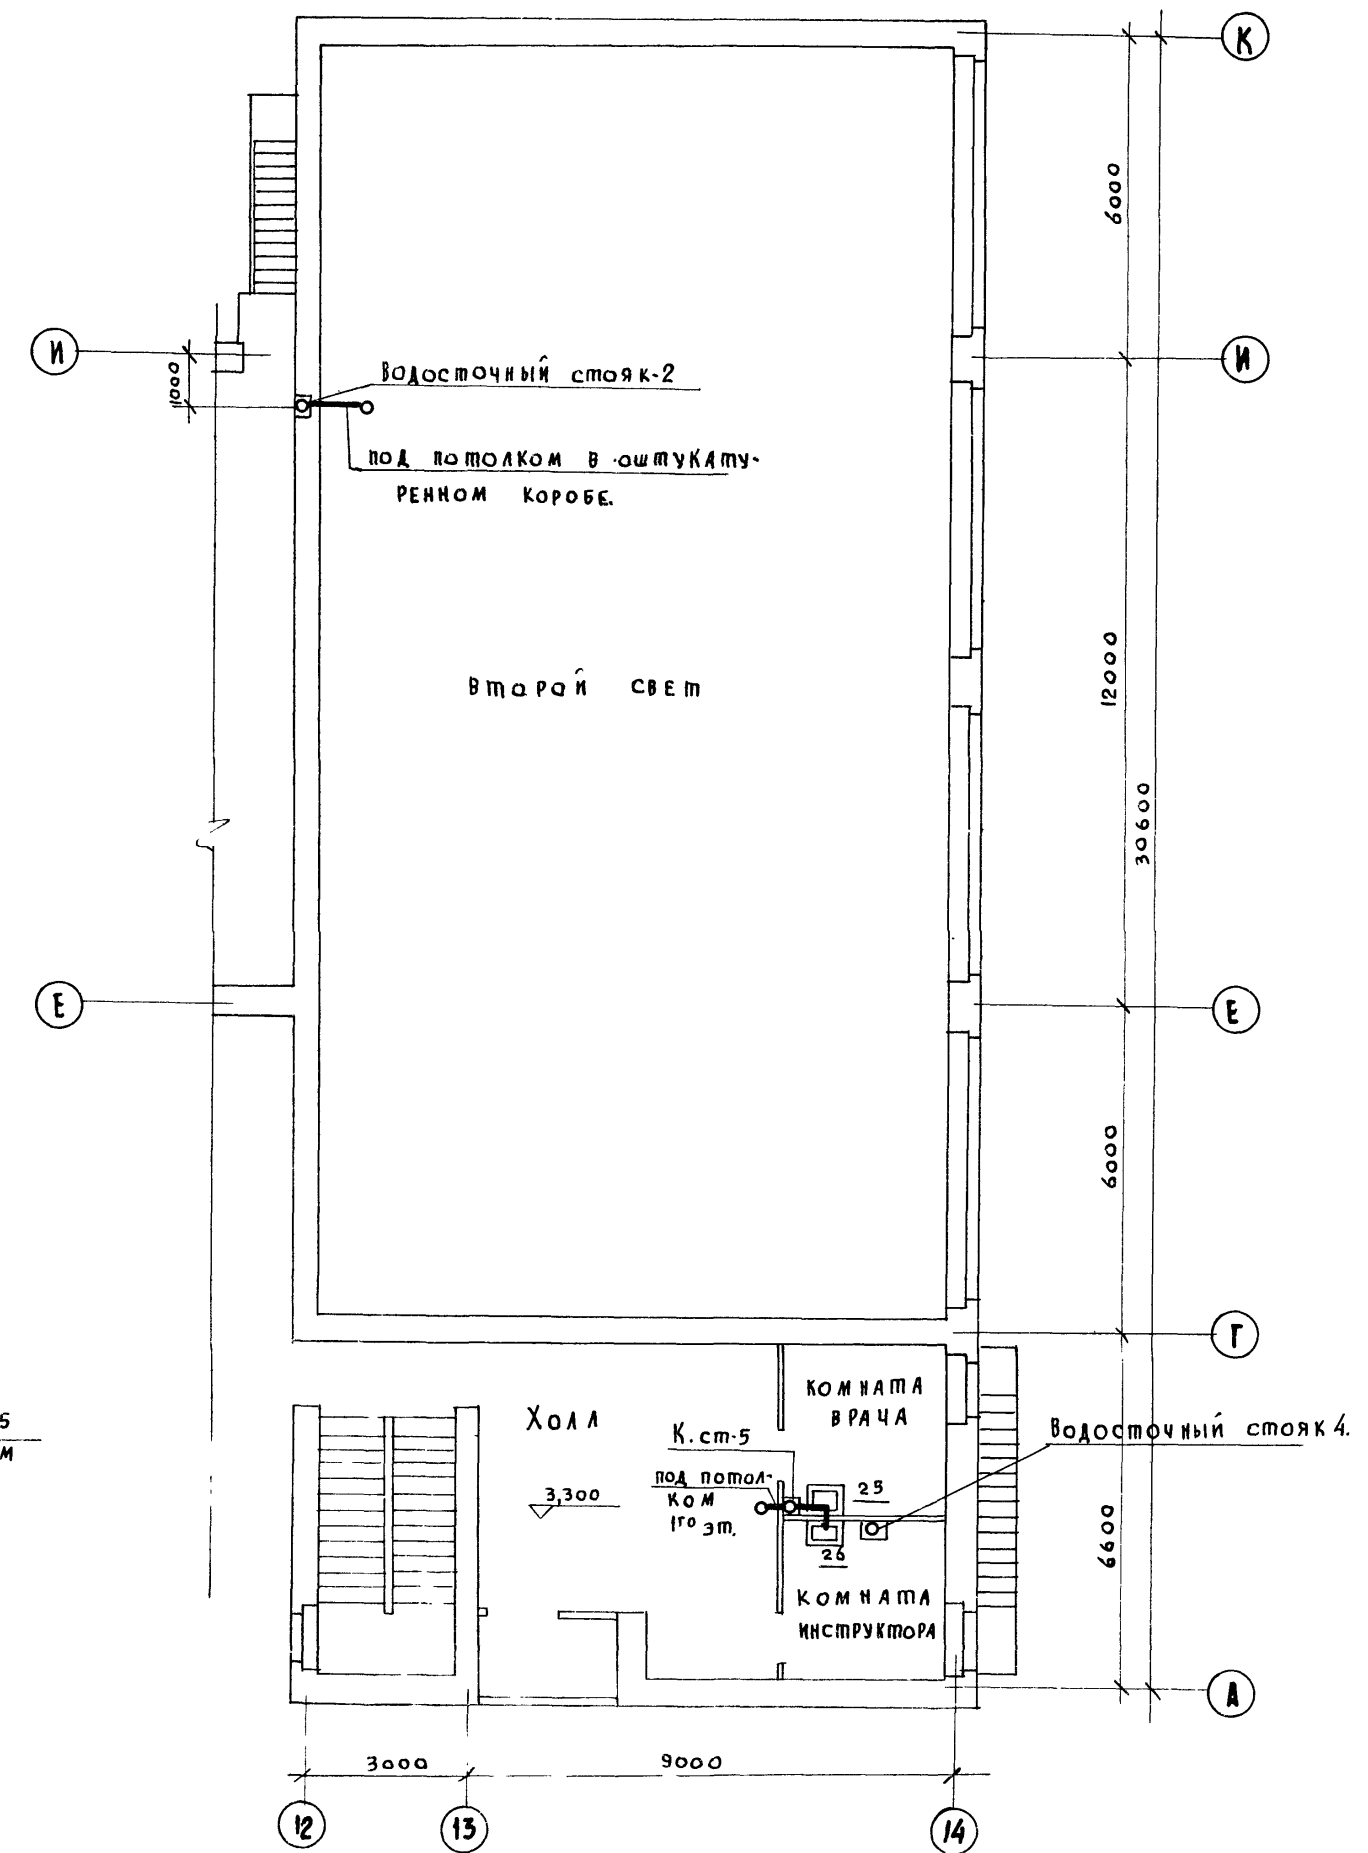 К
6000
И
И
1000
Водосточный стояк-2
под потолком в оштукату-
ренном коробе.
12000
Второй свет
30600
Е
Е
6000
Г
Комната
врача
Холл
5
м
К.ст-5
Водосточный стояк 4.
под потол-
ком
1го эт.
25
3,300
26
6600
Комната
инструктора
А
3000
9000
12
13
14